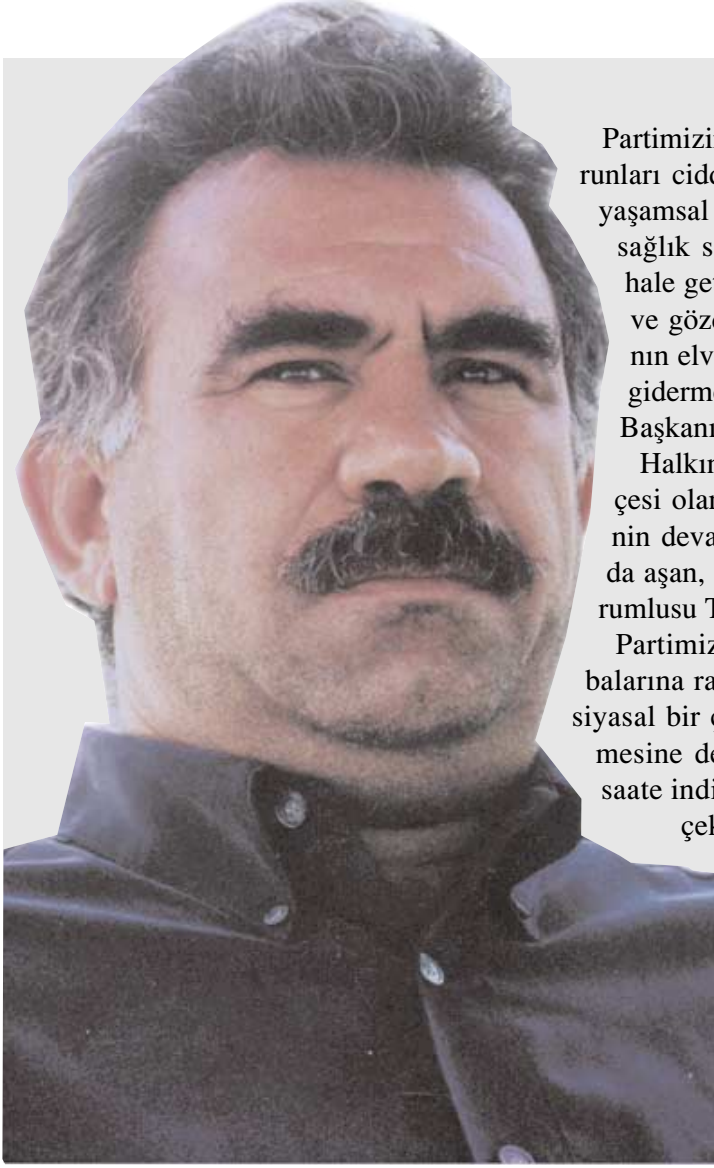 Partimizi
runları cidd
yaşamsal
sağlık s
hale ge
ve göze
nın elv
giderme
Başkanı
Halkın
çesi olar
nin deva
da aşan,
rumlusu T
Partimiz
balarına ra
siyasal bir
mesine de
saate indi
çek